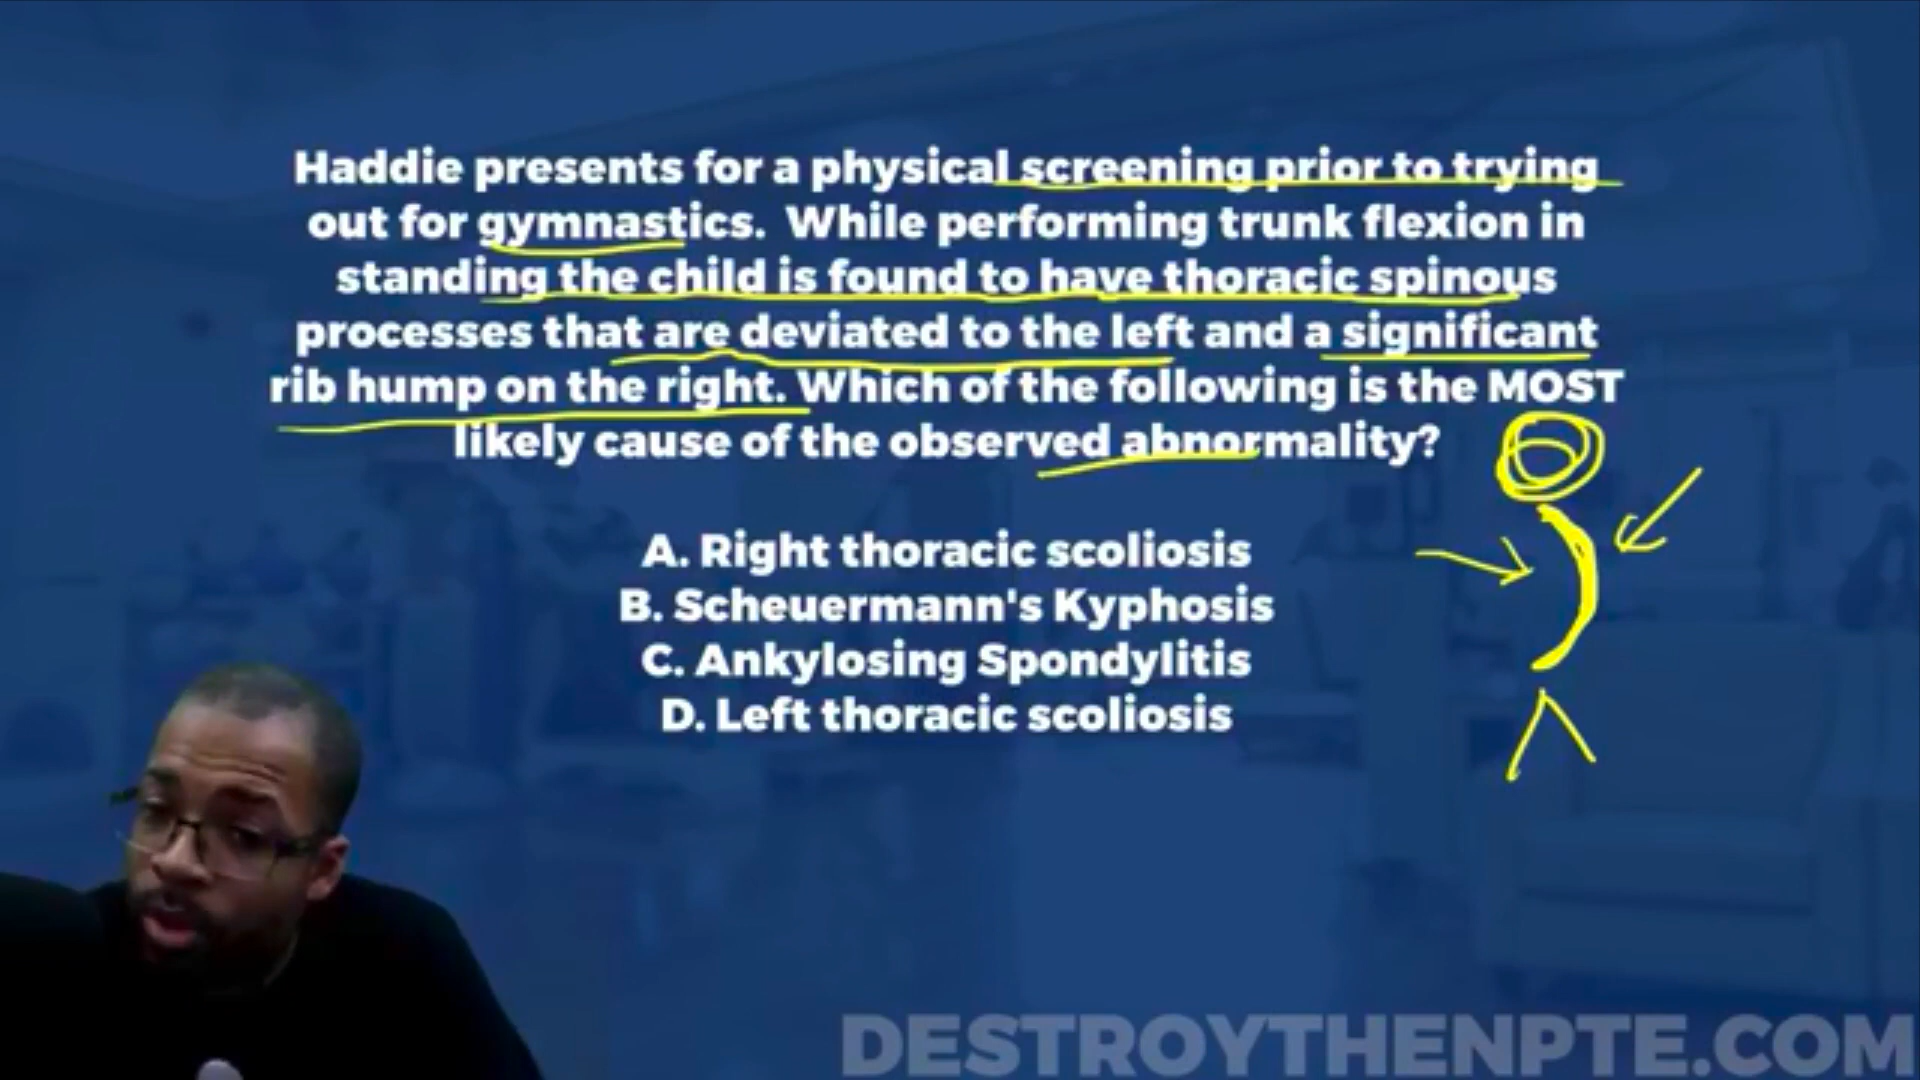 Haddie presents for a physical screening prior to trying
out for gymnastics. While performing trunk flexion in
standing the child is found to have thoracic spinous
processes that are deviated to the left and a significant
rib hump on the right. Which of the following is the MOST
likely cause of the observed abnormality?
A. Right thoracic scoliosis
B. Scheuermann's Kyphosis
C. Ankylosing Spondylitis
D. Left thoracic scoliosis
DESTROYTHENPTE.COM